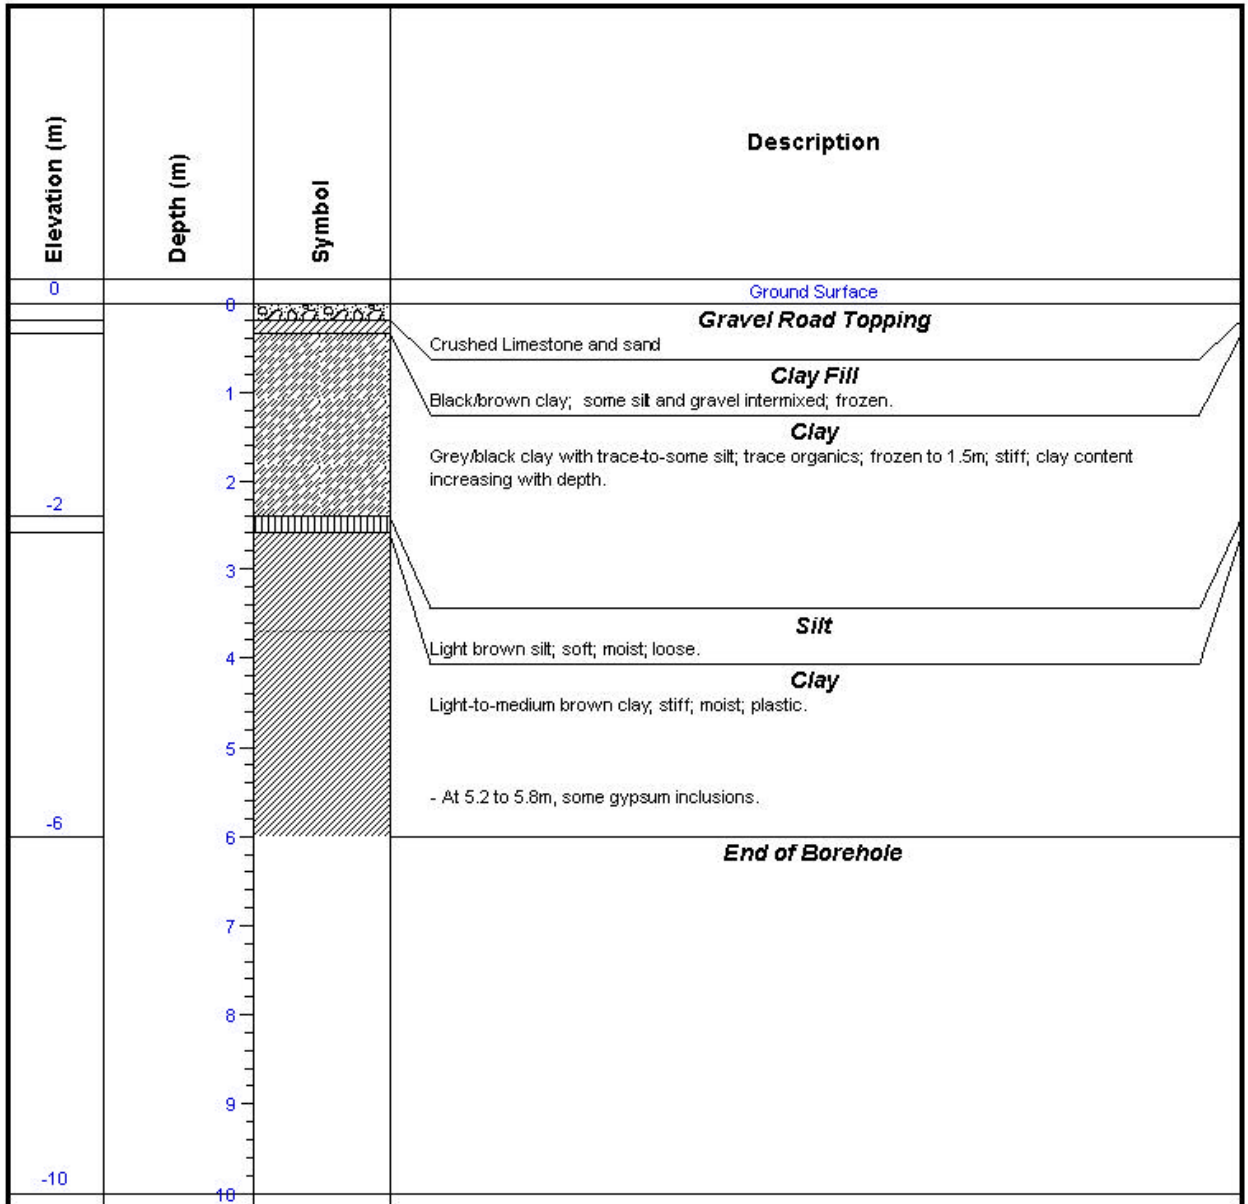 Elevation (m)
Depth (m)
Symbol
Description
0
Ground Surface
0
Gravel Road Topping
Crushed Limestone and sand
Clay Fill
1
Black/brown clay; some silt and gravel intermixed; frozen.
Clay
Grey/black clay with trace-to-some silt; trace organics; frozen to 1.5m; stiff; clay content
increasing with depth.
2
-2
3
Silt
Light brown silt; soft; moist; loose.
4
Clay
Light-to-medium brown clay; stiff; moist; plastic.
5
- At 5.2 to 5.8m, some gypsum inclusions.
-6
6
End of Borehole
7
8
9
-10
10